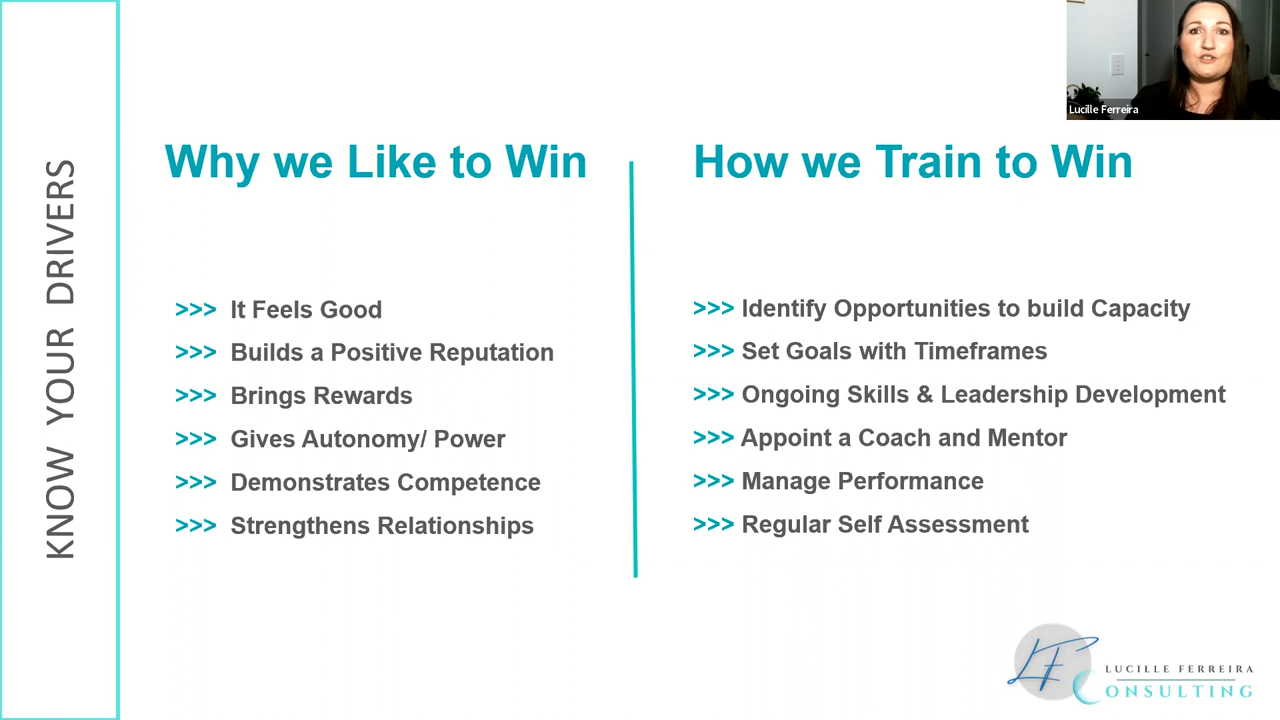 Lucille Ferreira
KNOW YOUR DRIVERS
Why we Like to Win
>>> It Feels Good
>>> Builds a Positive Reputation
>>> Brings Rewards
>>> Gives Autonomy/ Power
>>> Demonstrates Competence
>>> Strengthens Relationships
How we Train to Win
>>> Identify Opportunities to build Capacity
>>> Set Goals with Timeframes
>>> Ongoing Skills & Leadership Development
>>> Appoint a Coach and Mentor
>>> Manage Performance
>>> Regular Self Assessment
LF
LUCILLE FERREIRA
CONSULTING